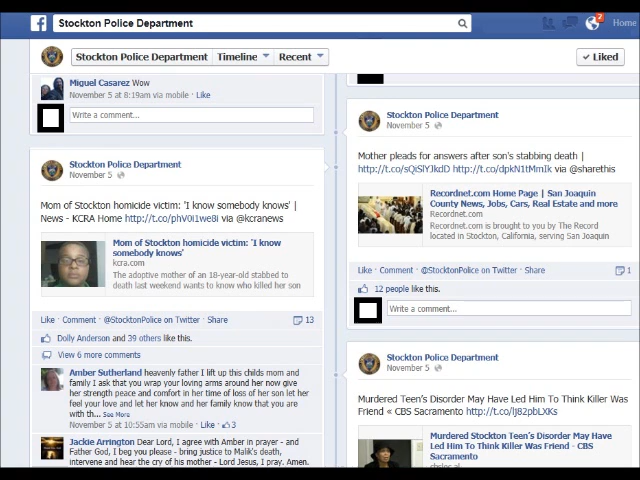 Stockton Police Department
2
Home
Stockton Police Department
Timeline
Recent
Liked
Miguel Casarez Wow
November 5 at 8:19am via mobile · Like
Write a comment...
Stockton Police Department
November 5
Mom of Stockton homicide victim: 'I know somebody knows' |
News - KCRA Home http://t.co/phV0i1we8i via @kcranews
Mom of Stockton homicide victim: 'I know
somebody knows'
kcra.com
The adoptive mother of an 18-year-old stabbed to
death last weekend wants to know who killed her son
Like · Comment · @StocktonPolice on Twitter · Share
13
Dolly Anderson and 39 others like this.
View 6 more comments
Amber Sutherland heavenly father I lift up this childs mom and
family I ask that you wrap your loving arms around her now give
her strength peace and comfort in her time of loss of her son let her
feel your love and let her know and her family know that you are
with th... See More
November 5 at 10:55am via mobile · Like · 3
Jackie Arrington Dear Lord, I agree with Amber in prayer - and
Father God, I beg you please - bring justice to Malik's death,
intervene and hear the cry of his mother - Lord Jesus, I pray. Amen.
Stockton Police Department
November 5
Mother pleads for answers after son's stabbing death |
http://t.co/sQiSlYJkdD http://t.co/dpkN1tMmIk via @sharethis
Recordnet.com Home Page | San Joaquin
County News, Jobs, Cars, Real Estate and more
Recordnet.com
Recordnet.com is brought to you by The Record
located in Stockton, California, serving San Joaquin
Like · Comment · @StocktonPolice on Twitter · Share
1
12 people like this.
Write a comment...
Stockton Police Department
November 5
Murdered Teen's Disorder May Have Led Him To Think Killer Was
Friend « CBS Sacramento http://t.co/lj82pbLXKs
Murdered Stockton Teen's Disorder May Have
Led Him To Think Killer Was Friend - CBS
Sacramento